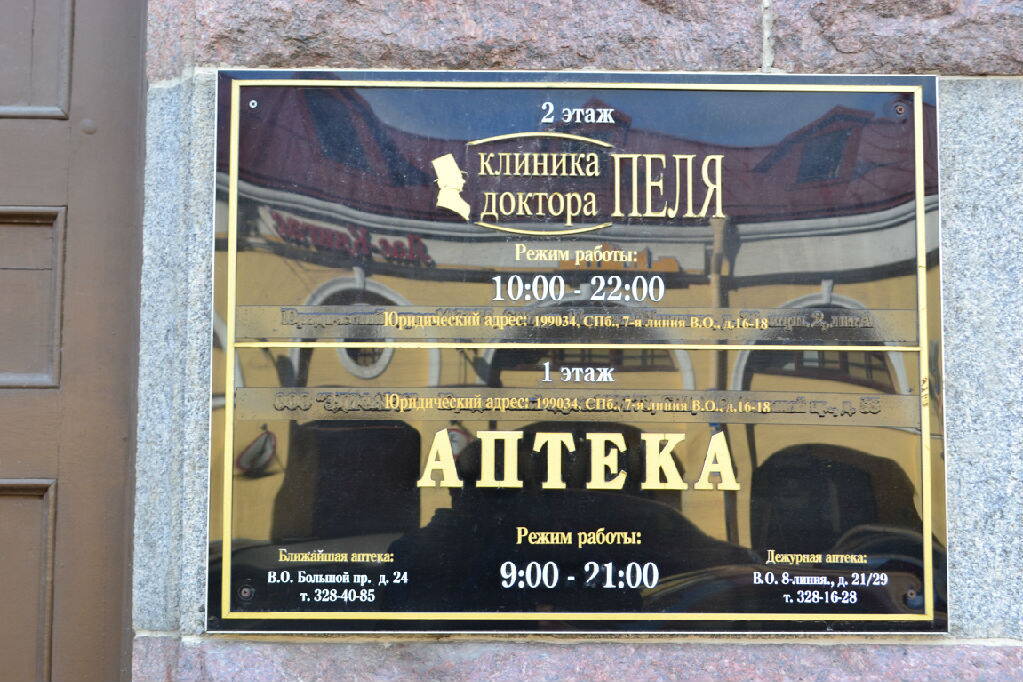 2 этаж
клиника
доктора
ПЕЛЯ
Режим работы:
10:00 - 22:00
Юридический адрес: 199034, СПб., 7-я линия В.О., д.16-18
1 этаж
Юридический адрес: 199034, СПб., 7-я линия В.О., д.16-18
АПТЕКА
Режим работы:
9:00 - 21:00
Ближайшая аптека:
В.О. Большой пр. д. 24
т. 328-40-85
Дежурная аптека:
В.О. 8-линия., д. 21/29
т. 328-16-28